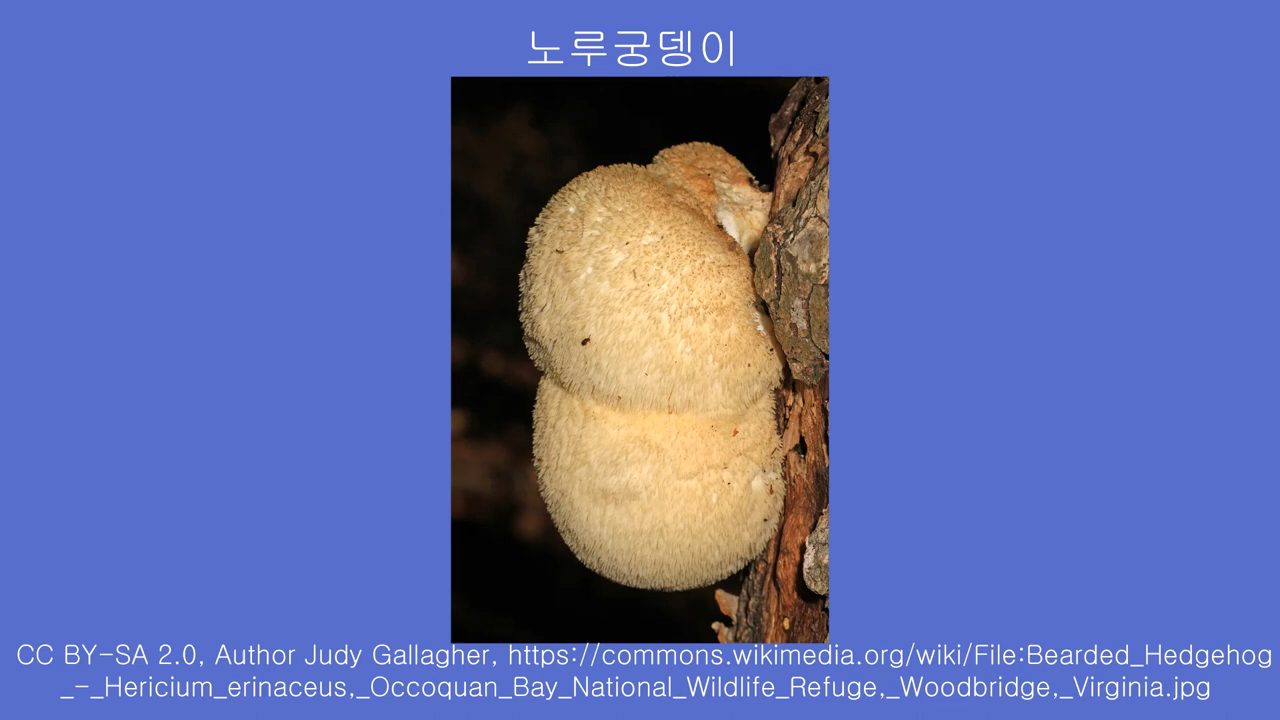 노루궁뎅이
CC BY-SA 2.0, Author Judy Gallagher, https://commons.wikimedia.org/wiki/File:Bearded_Hedgehog
_-_Hericium_erinaceus,_Occoquan_Bay_National_Wildlife_Refuge,_Woodbridge,_Virginia.jpg